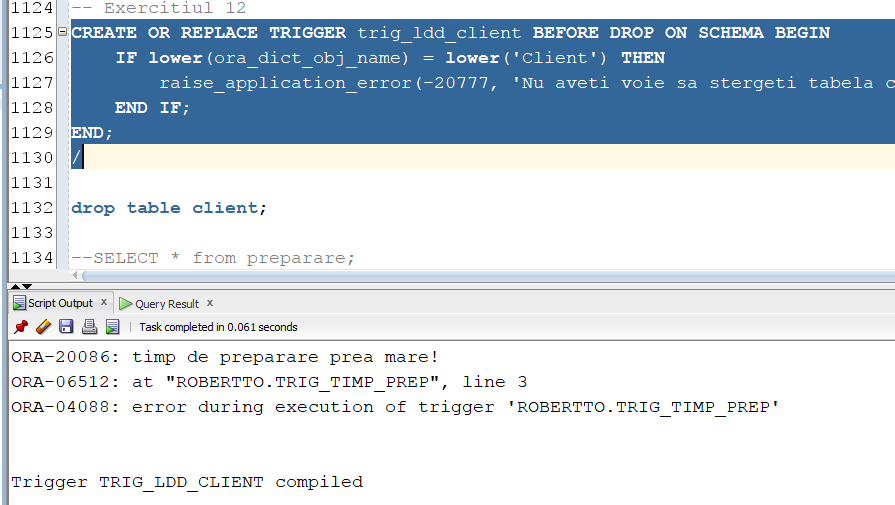 1124 -- Exercitiul 12
1125 CREATE OR REPLACE TRIGGER trig_ldd_client BEFORE DROP ON SCHEMA BEGIN
1126 IF lower(ora_dict_obj_name) = lower('Client') THEN
1127 raise_application_error(-20777, 'Nu aveti voie sa stergeti tabela c
1128 END IF;
1129 END;
1130 /
1131
1132 drop table client;
1133
1134 --SELECT * from preparare;
Script Output x Query Result x
Task completed in 0.061 seconds
ORA-20086: timp de preparare prea mare!
ORA-06512: at "ROBERTTO.TRIG_TIMP_PREP", line 3
ORA-04088: error during execution of trigger 'ROBERTTO.TRIG_TIMP_PREP'
Trigger TRIG_LDD_CLIENT compiled